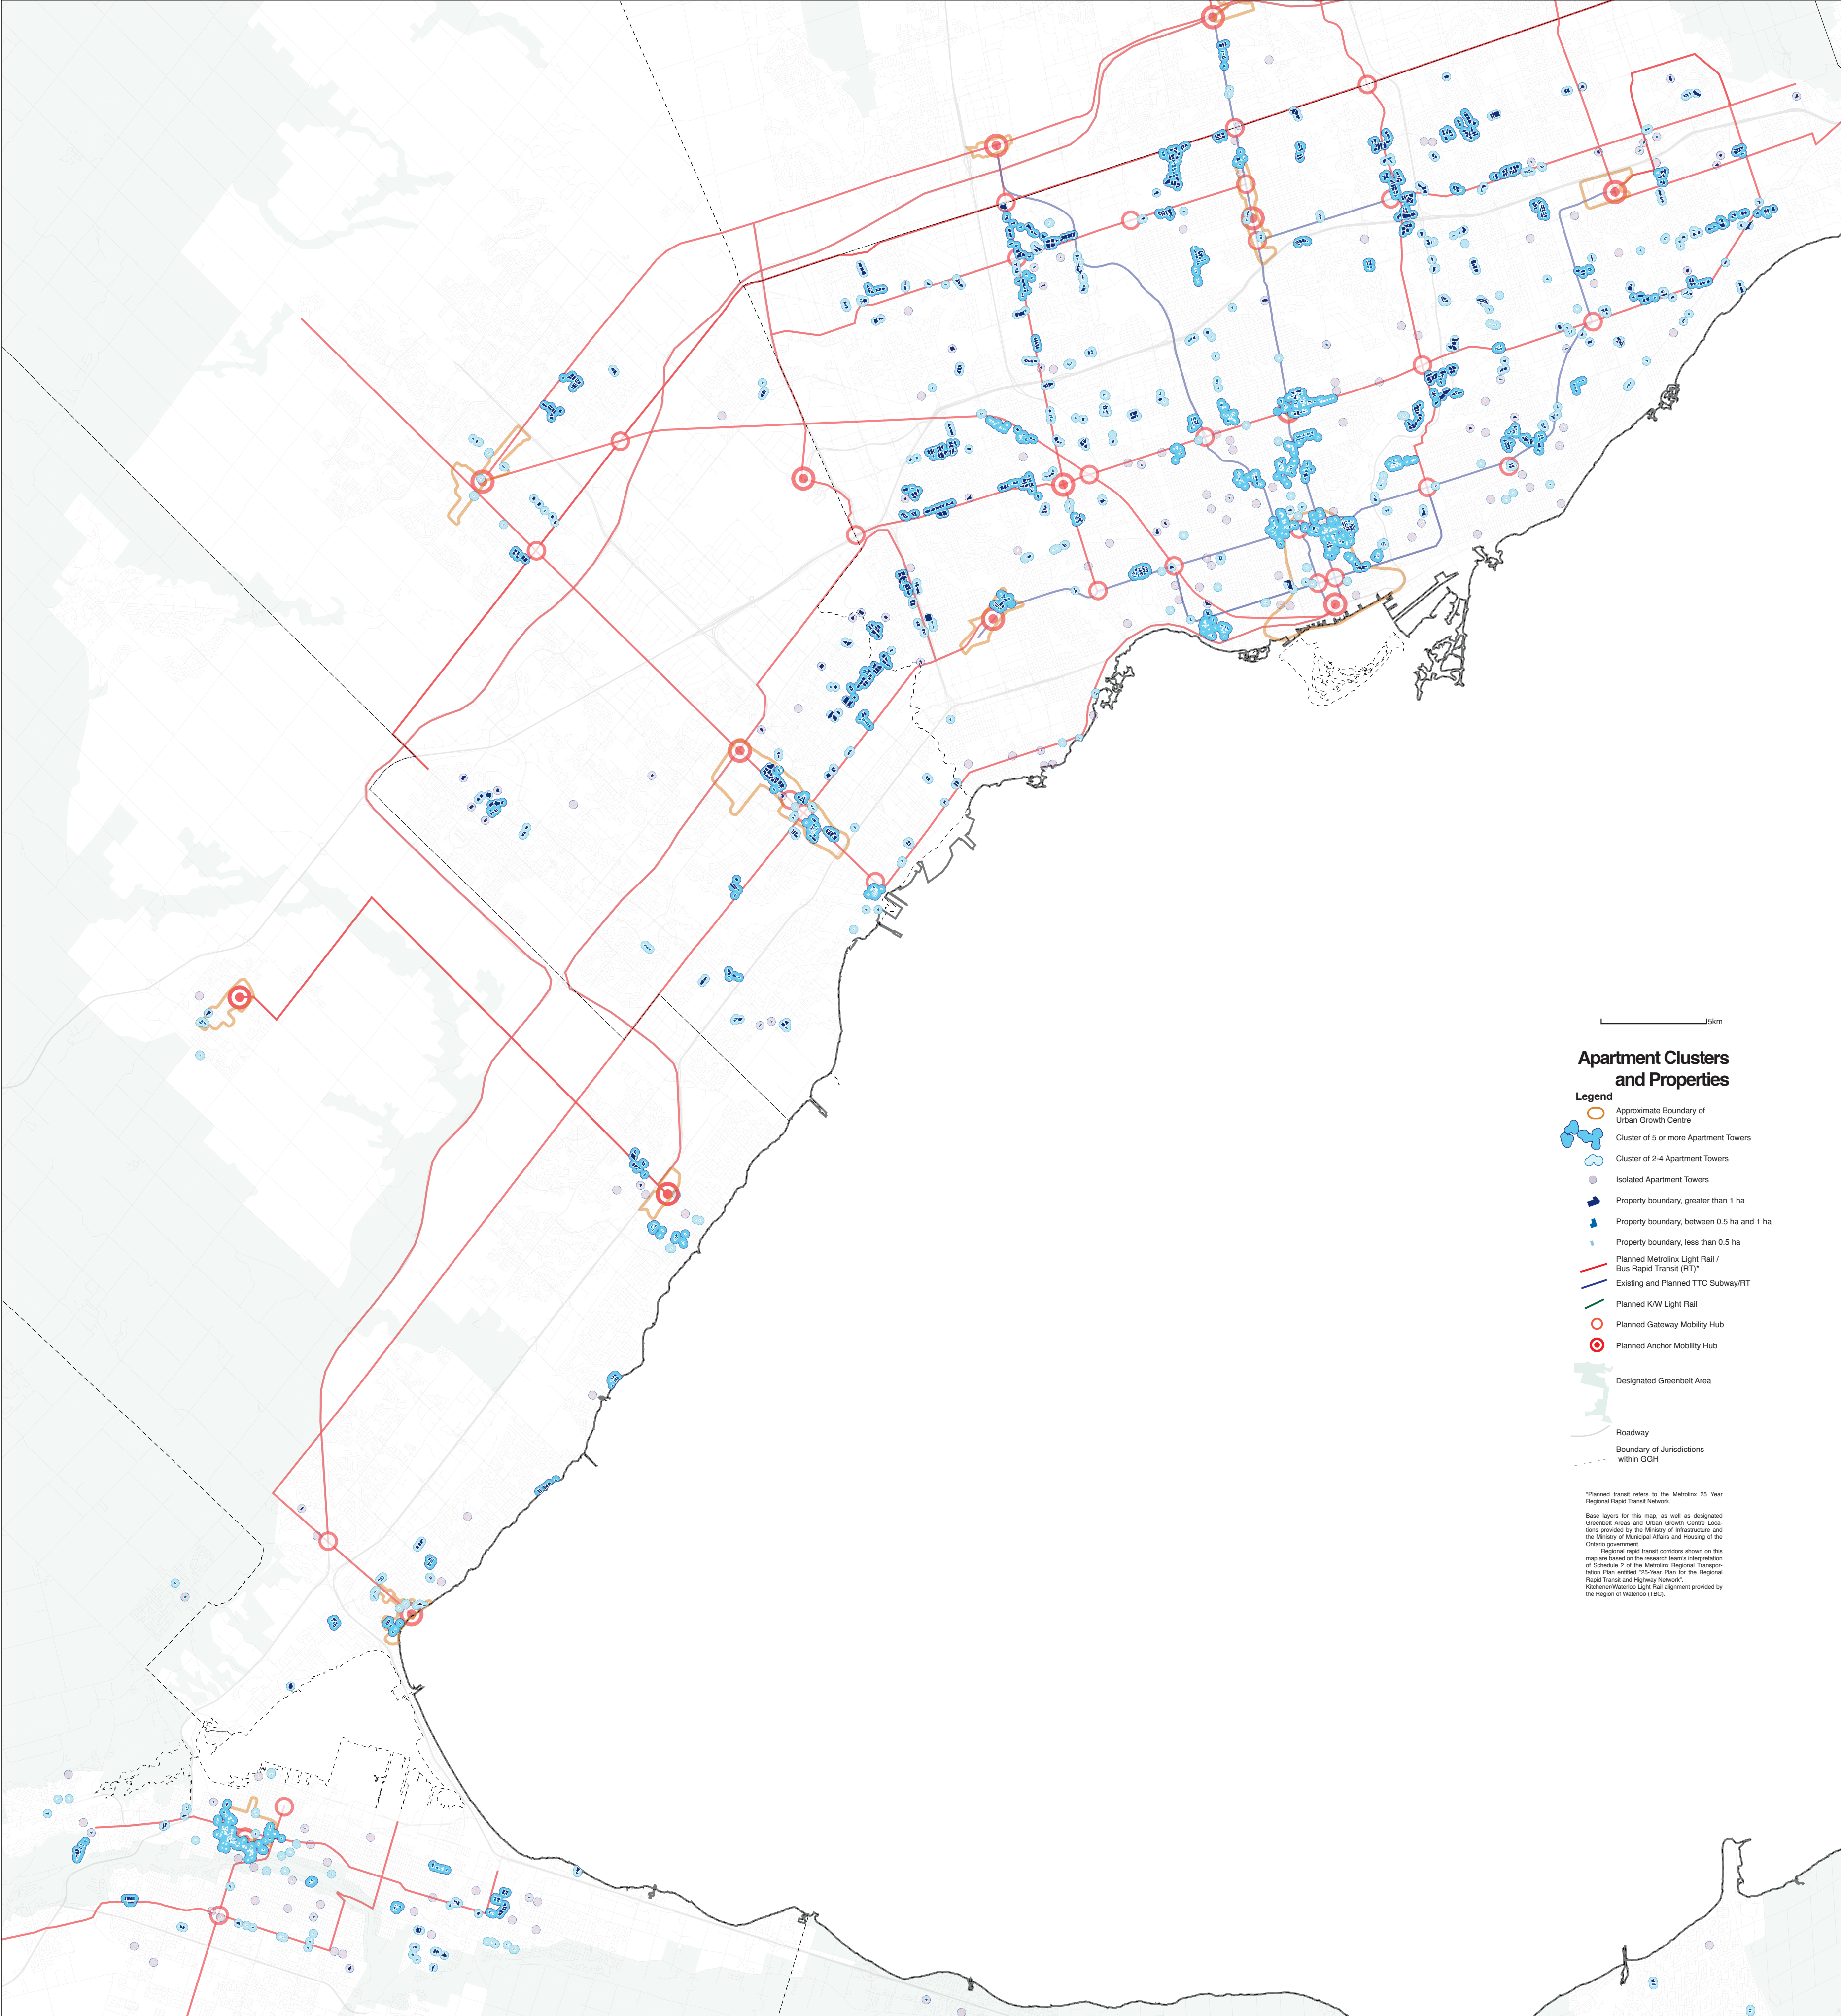 5km
Apartment Clusters
and Properties
Legend
Approximate Boundary of
Urban Growth Centre
Cluster of 5 or more Apartment Towers
Cluster of 2-4 Apartment Towers
Isolated Apartment Towers
Property boundary, greater than 1 ha
Property boundary, between 0.5 ha and 1 ha
Property boundary, less than 0.5 ha
Planned Metrolinx Light Rail /
Bus Rapid Transit (RT)*
Existing and Planned TTC Subway/RT
Planned K/W Light Rail
Planned Gateway Mobility Hub
Planned Anchor Mobility Hub
Designated Greenbelt Area
Roadway
Boundary of Jurisdictions
within GGH
*Planned transit refers to the Metrolinx 25 Year
Regional Rapid Transit Network.
Base layers for this map, as well as designated
Greenbelt Areas and Urban Growth Centre Loca-
tions provided by the Ministry of Infrastructure and
the Ministry of Municipal Affairs and Housing of the
Ontario government.
Regional rapid transit corridors shown on this
map are based on the research team's interpretation
of Schedule 2 of the Metrolinx Regional Transpor-
tation Plan entitled "25-Year Plan for the Regional
Rapid Transit and Highway Network".
Kitchener/Waterloo Light Rail alignment provided by
the Region of Waterloo (TBC).